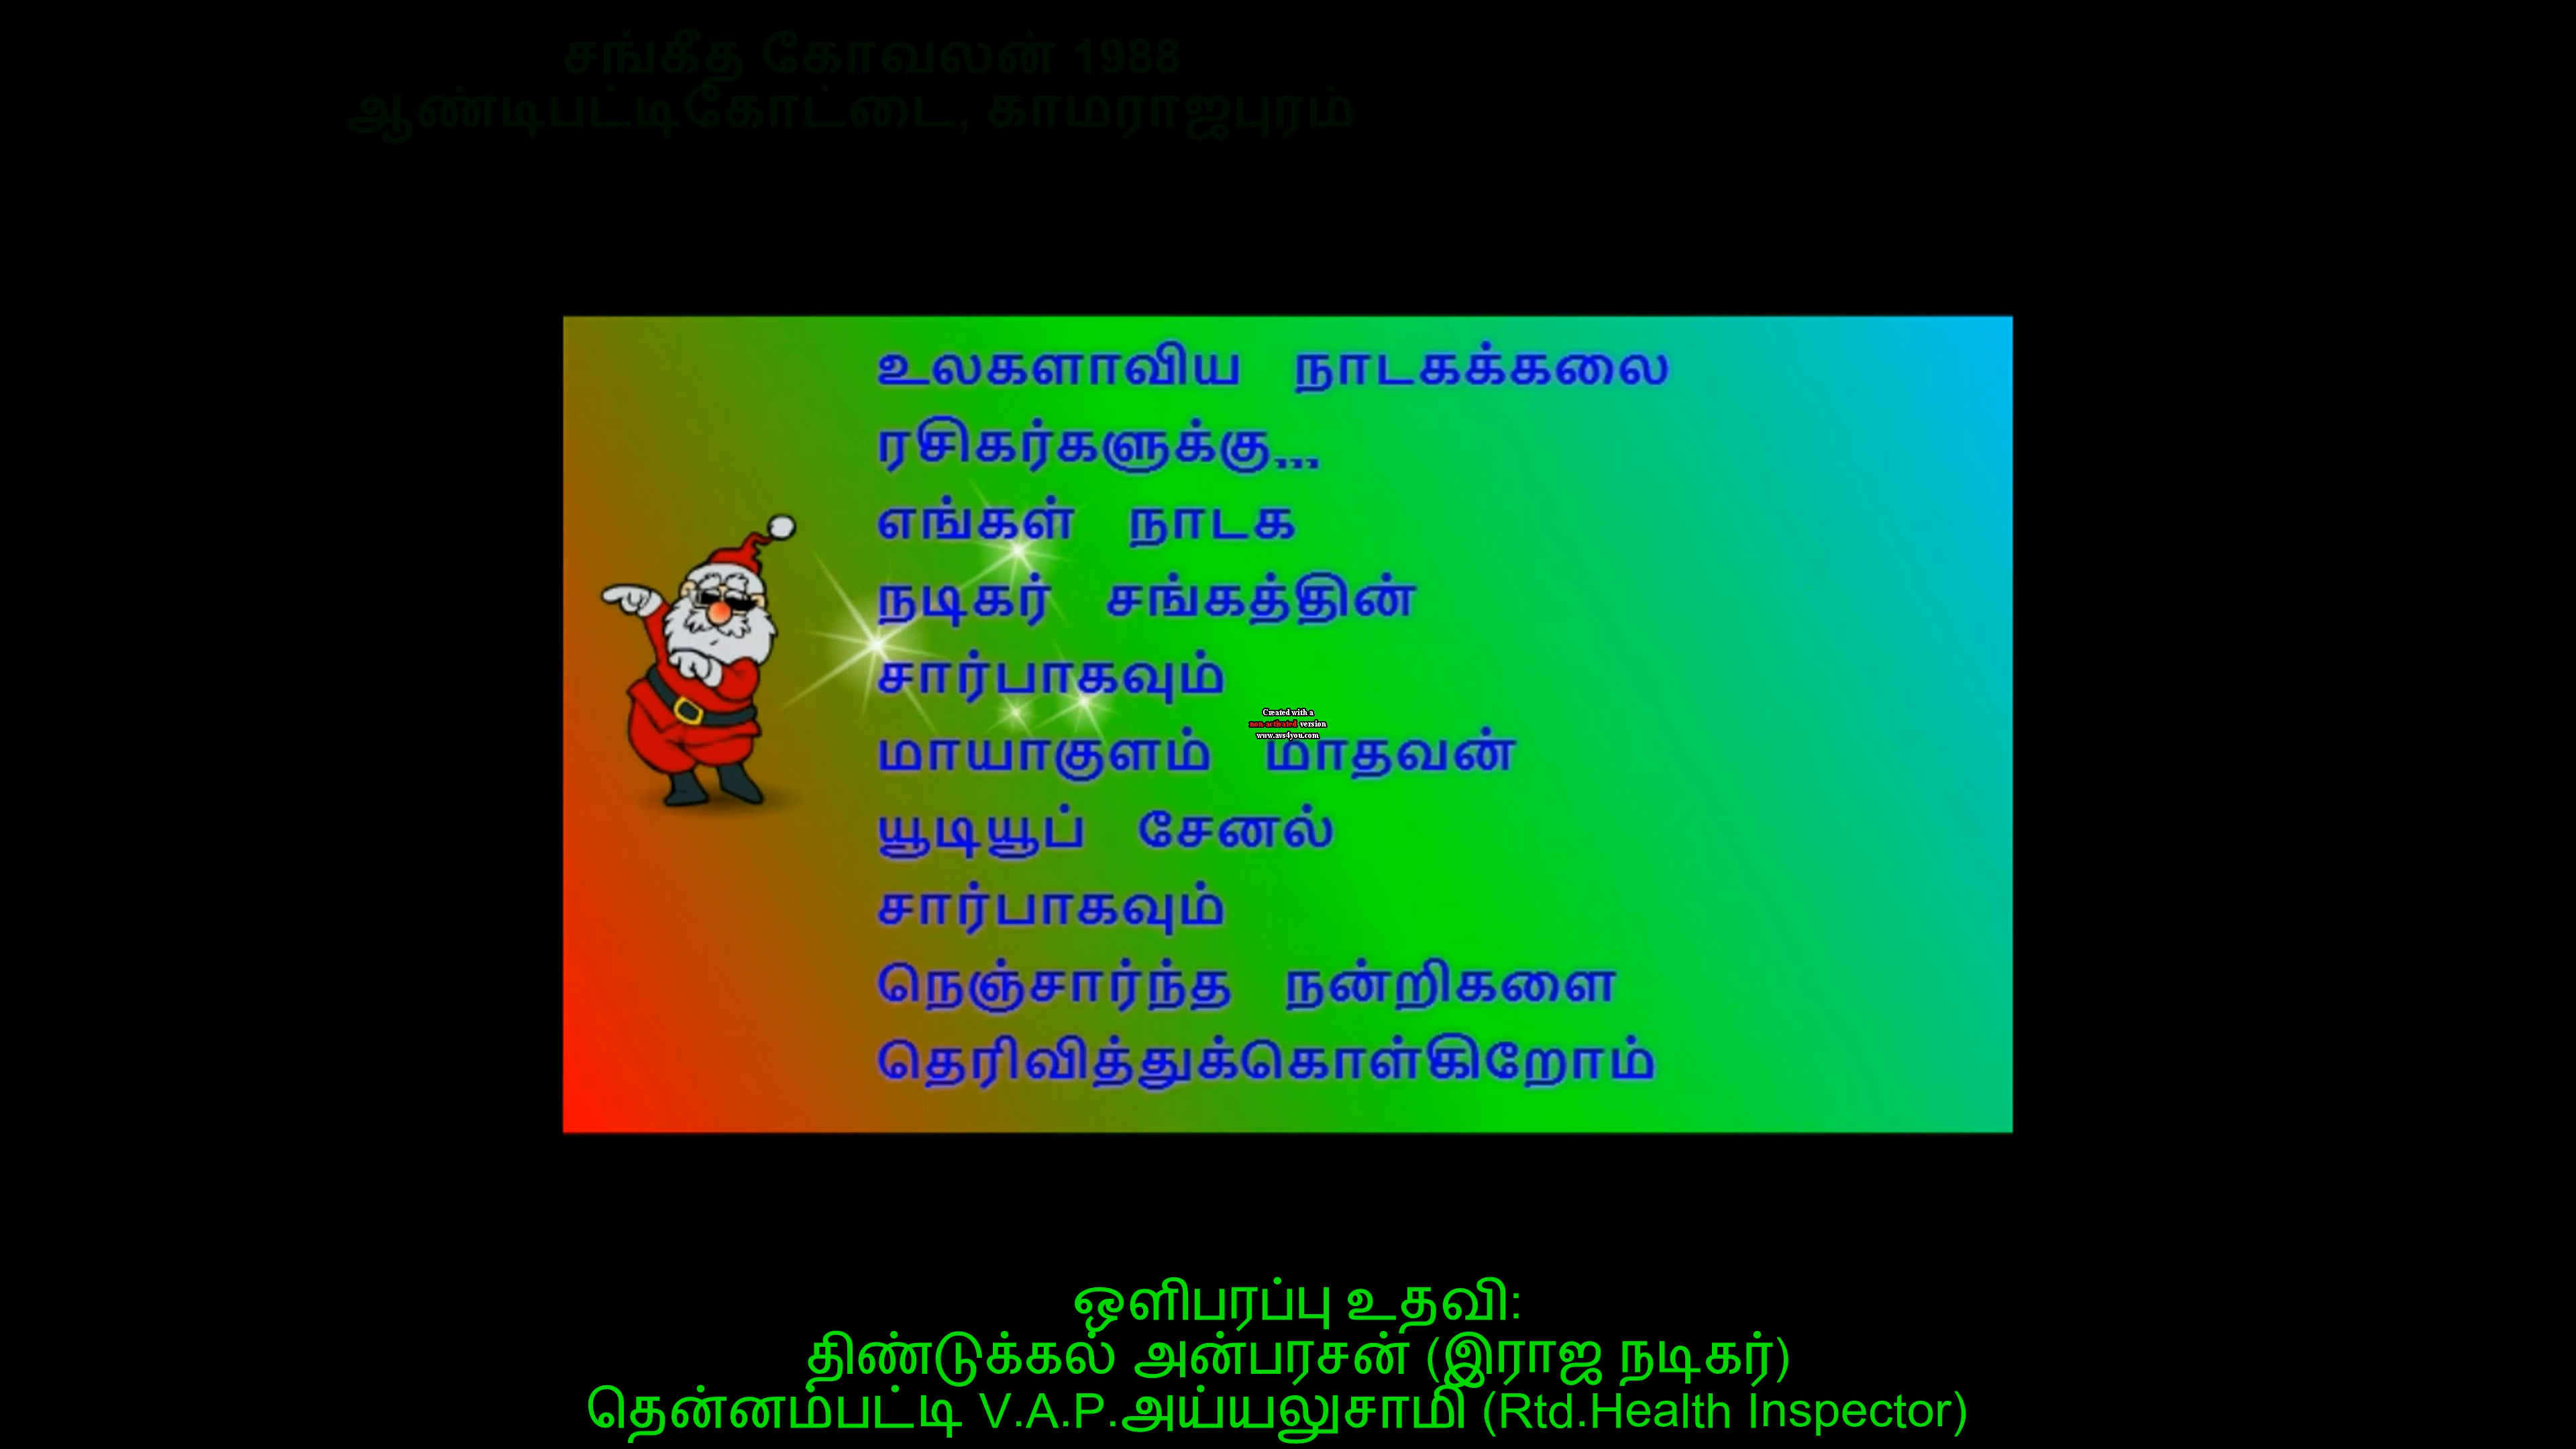 சங்கீத கோவலன் 1988
ஆண்டிபட்டிகோட்டை, காமராஜபுரம்
உலகளாவிய நாடகக்கலை
ரசிகர்களுக்கு,,,
எங்கள் நாடக
நடிகர் சங்கத்தின்
சார்பாகவும்
Created with a
non-activated version
www.avs4you.com
மாயாகுளம் மாதவன்
யூடியூப் சேனல்
சார்பாகவும்
நெஞ்சார்ந்த நன்றிகளை
தெரிவித்துக்கொள்கிறோம்
ஒளிபரப்பு உதவி:
திண்டுக்கல் அன்பரசன் (இராஜ நடிகர்)
தென்னம்பட்டி V.A.P.அய்யலுசாமி (Rtd.Health Inspector)